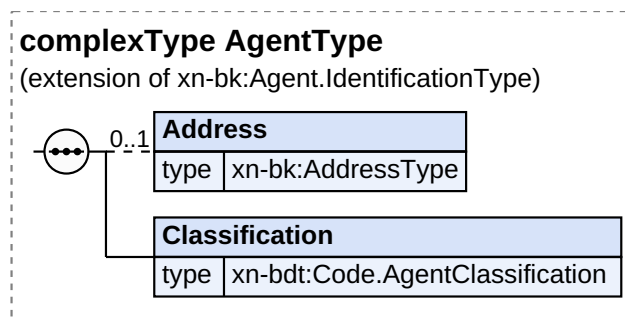 complexType AgentType
(extension of xn-bk:Agent.IdentificationType)
0..1
Address
type xn-bk:AddressType
Classification
type xn-bdt:Code.AgentClassification